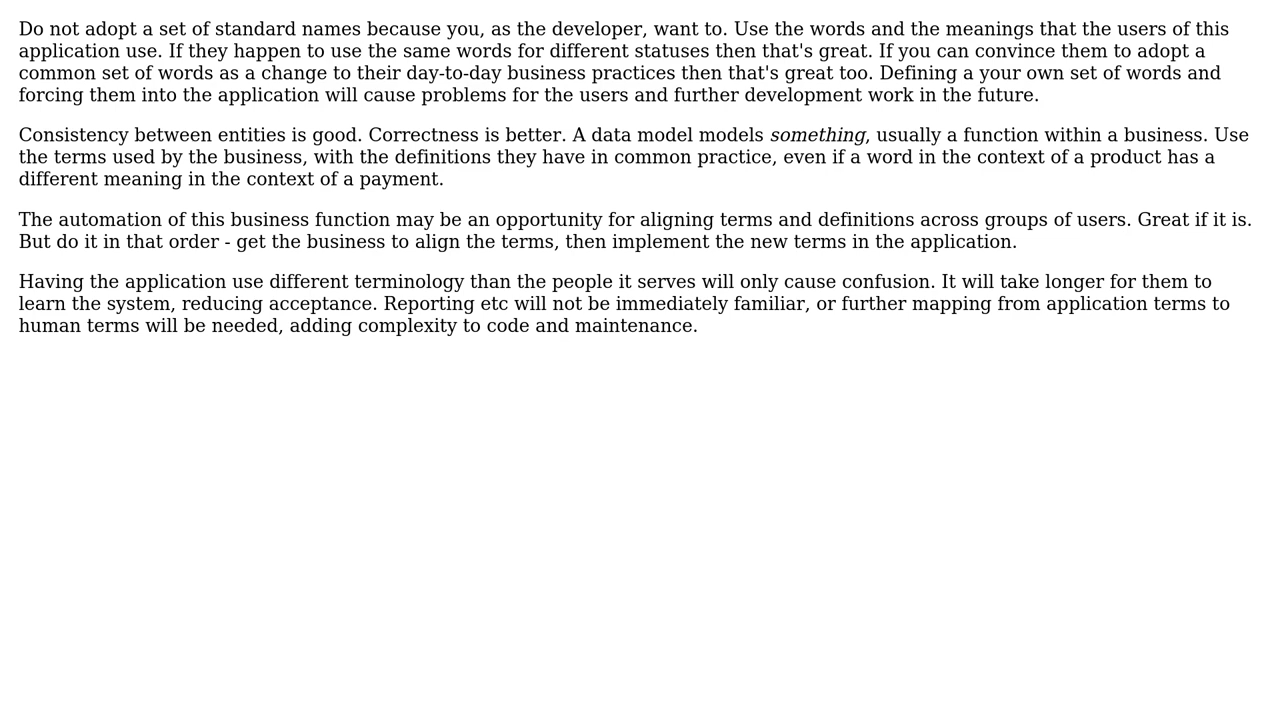 Do not adopt a set of standard names because you, as the developer, want to. Use the words and the meanings that the users of this
application use. If they happen to use the same words for different statuses then that's great. If you can convince them to adopt a
common set of words as a change to their day-to-day business practices then that's great too. Defining a your own set of words and
forcing them into the application will cause problems for the users and further development work in the future.
Consistency between entities is good. Correctness is better. A data model models something, usually a function within a business. Use
the terms used by the business, with the definitions they have in common practice, even if a word in the context of a product has a
different meaning in the context of a payment.
The automation of this business function may be an opportunity for aligning terms and definitions across groups of users. Great if it is.
But do it in that order - get the business to align the terms, then implement the new terms in the application.
Having the application use different terminology than the people it serves will only cause confusion. It will take longer for them to
learn the system, reducing acceptance. Reporting etc will not be immediately familiar, or further mapping from application terms to
human terms will be needed, adding complexity to code and maintenance.